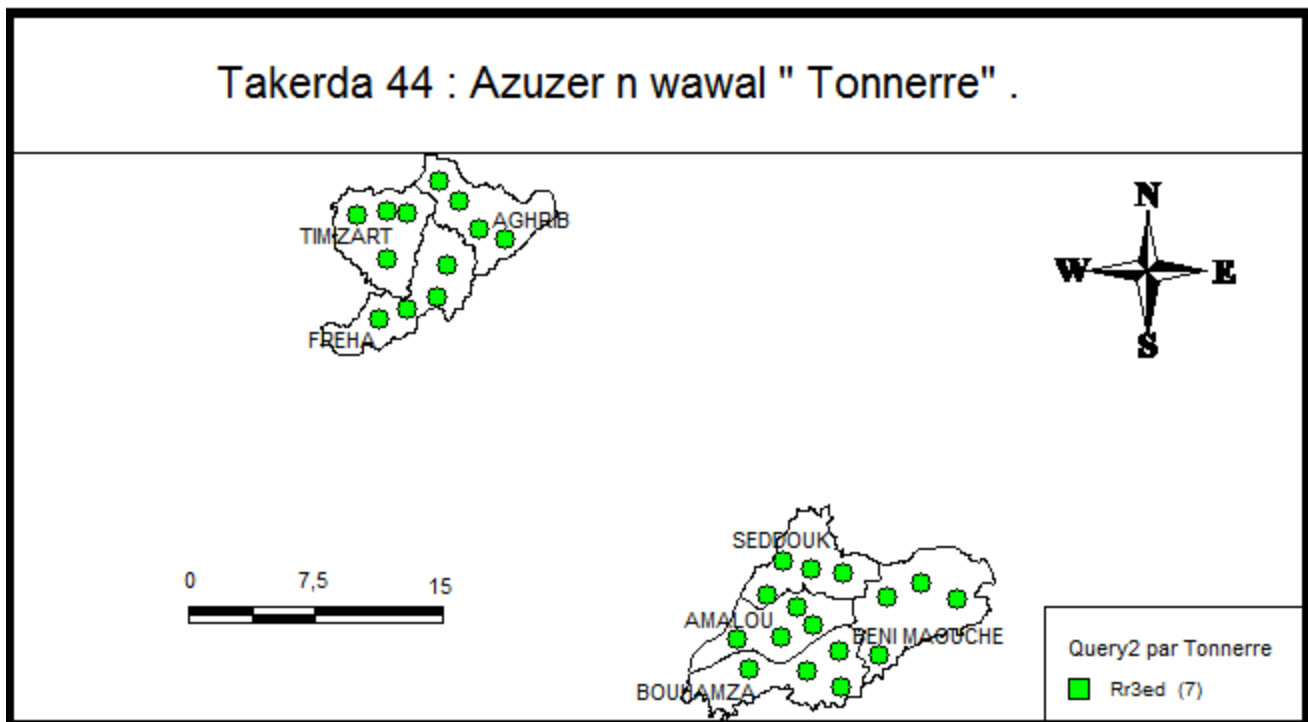 Takerda 44 : Azuzer n wawal " Tonnerre" .
AGHRIB
TIMIZART
FREHA
N
W E
S
SEDDOUK
0 7,5 15
AMALOU
BENI MAOUCHE
BOUHAMZA
Query2 par Tonnerre
Rr3ed (7)